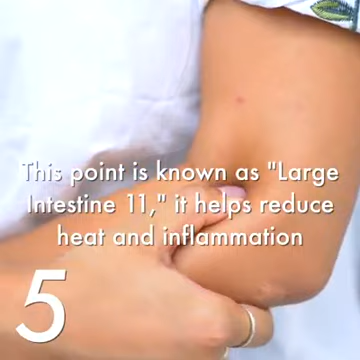 This point is known as "Large
Intestine 11," it helps reduce
heat and inflammation
5